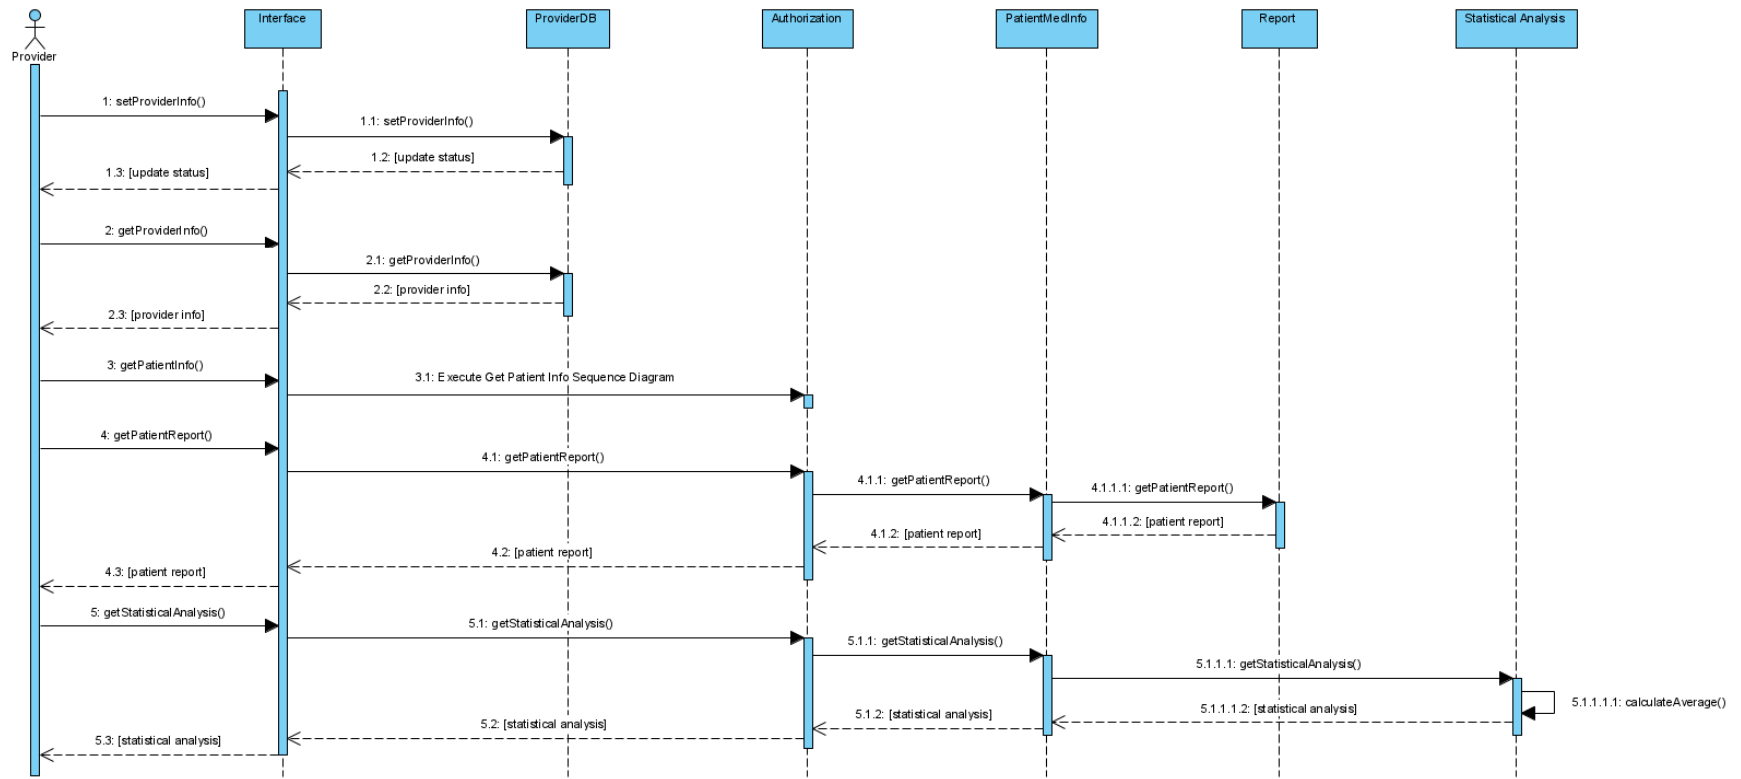 Interface
ProviderDB
Authorization
PatientMedInfo
Report
Statistical Analysis
Provider
1: setProviderInfo()
1.1: setProviderInfo()
1.2: [update status]
1.3: [update status]
2: getProviderInfo()
2.1: getProviderInfo()
2.2: [provider info]
2.3: [provider info]
3: getPatientInfo()
3.1: Execute Get Patient Info Sequence Diagram
4: getPatientReport()
4.1: getPatientReport()
4.1.1: getPatientReport()
4.1.1.1: getPatientReport()
4.1.1.2: [patient report]
4.1.2: [patient report]
4.2: [patient report]
4.3: [patient report]
5: getStatisticalAnalysis()
5.1: getStatisticalAnalysis()
5.1.1: getStatisticalAnalysis()
5.1.1.1: getStatisticalAnalysis()
5.1.1.1.1: calculateAverage()
5.1.1.1.2: [statistical analysis]
5.1.2: [statistical analysis]
5.2: [statistical analysis]
5.3: [statistical analysis]